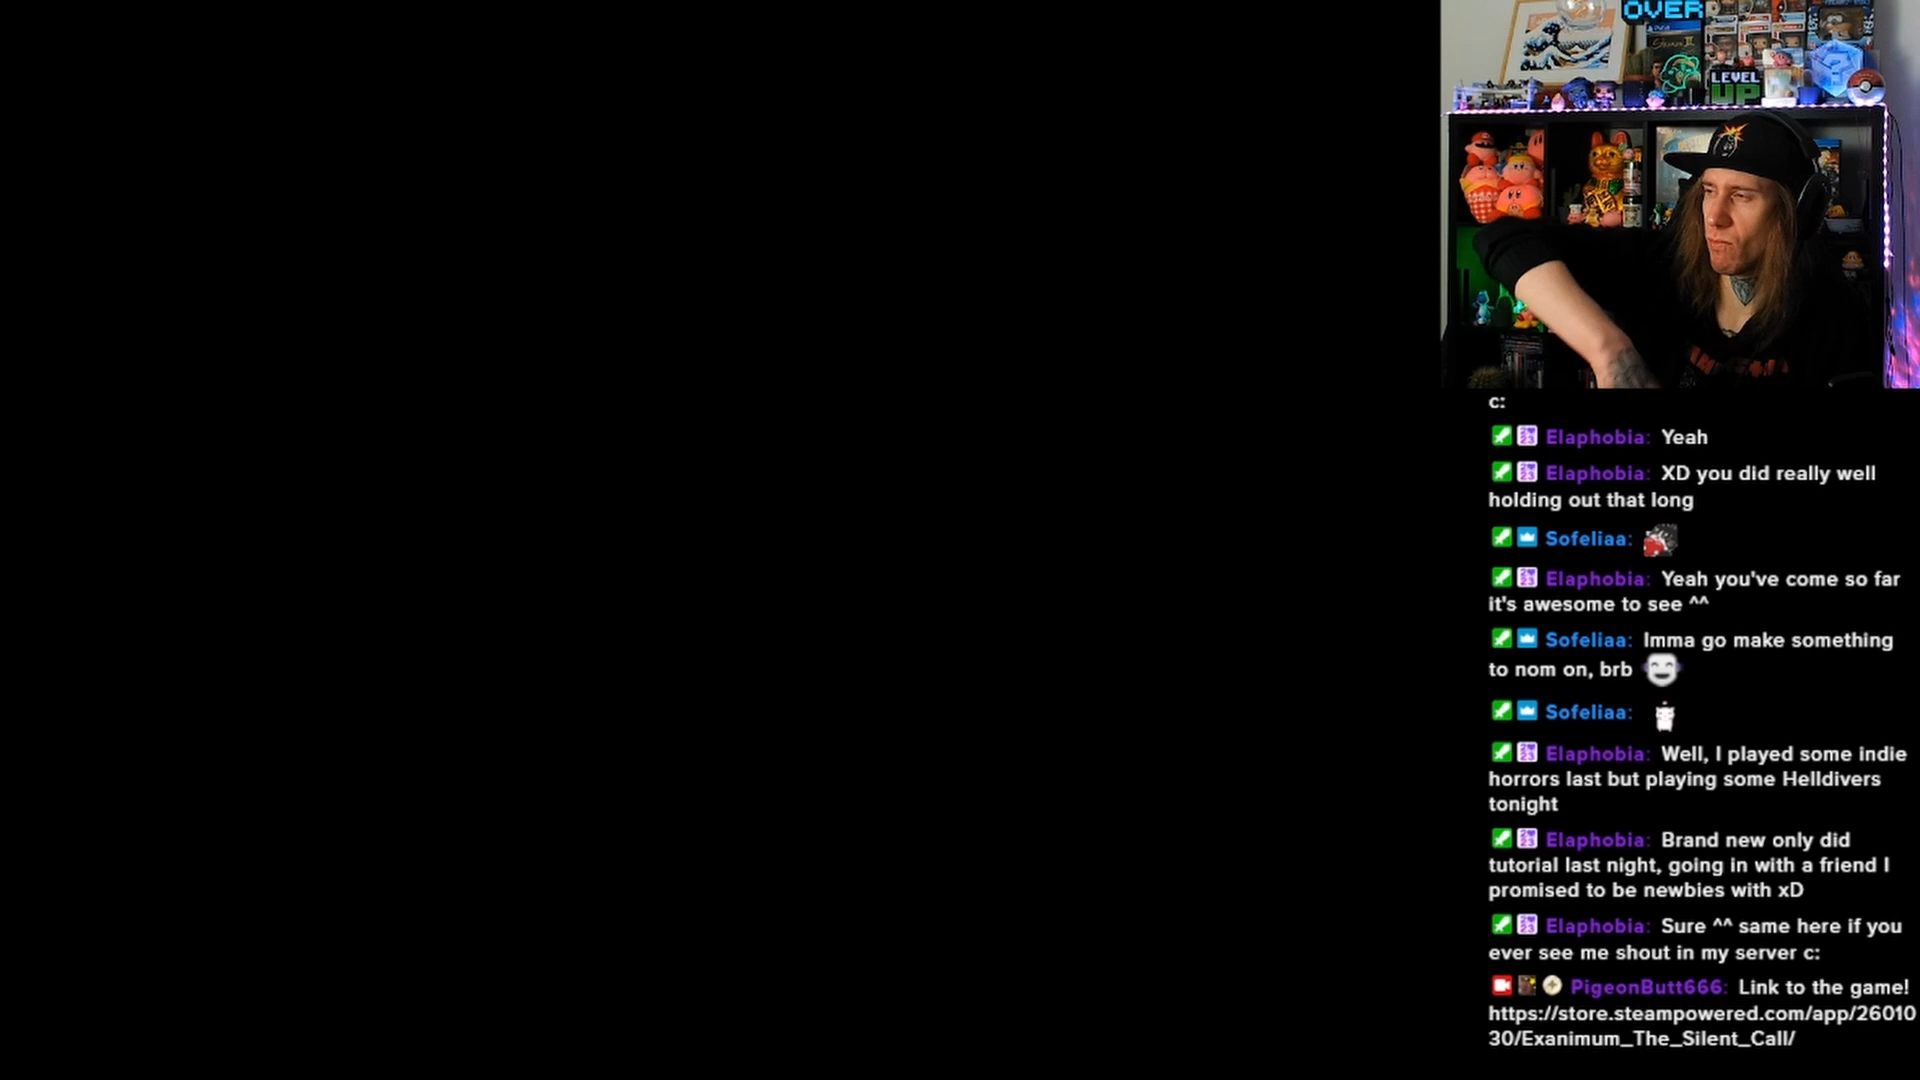 OVER
LEVEL
UP
c:
Elaphobia: Yeah
Elaphobia: XD you did really well
holding out that long
Sofeliaa:
Elaphobia: Yeah you've come so far
it's awesome to see ^^
Sofeliaa: Imma go make something
to nom on, brb
Sofeliaa:
Elaphobia: Well, I played some indie
horrors last but playing some Helldivers
tonight
Elaphobia: Brand new only did
tutorial last night, going in with a friend I
promised to be newbies with xD
Elaphobia: Sure ^^ same here if you
ever see me shout in my server c:
PigeonButt666: Link to the game!
https://store.steampowered.com/app/26010
30/Exanimum_The_Silent_Call/